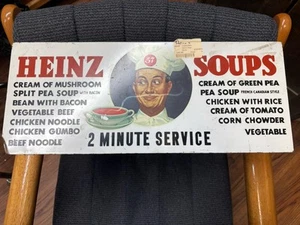 HEINZ
57
SOUPS
CREAM OF MUSHROOM
SPLIT PEA SOUP WITH BACON
BEAN WITH BACON
VEGETABLE BEEF
CHICKEN NOODLE
CHICKEN GUMBO
BEEF NOODLE
CREAM OF GREEN PEA
PEA SOUP FRENCH CANADIAN STYLE
CHICKEN WITH RICE
CREAM OF TOMATO
CORN CHOWDER
VEGETABLE
2 MINUTE SERVICE